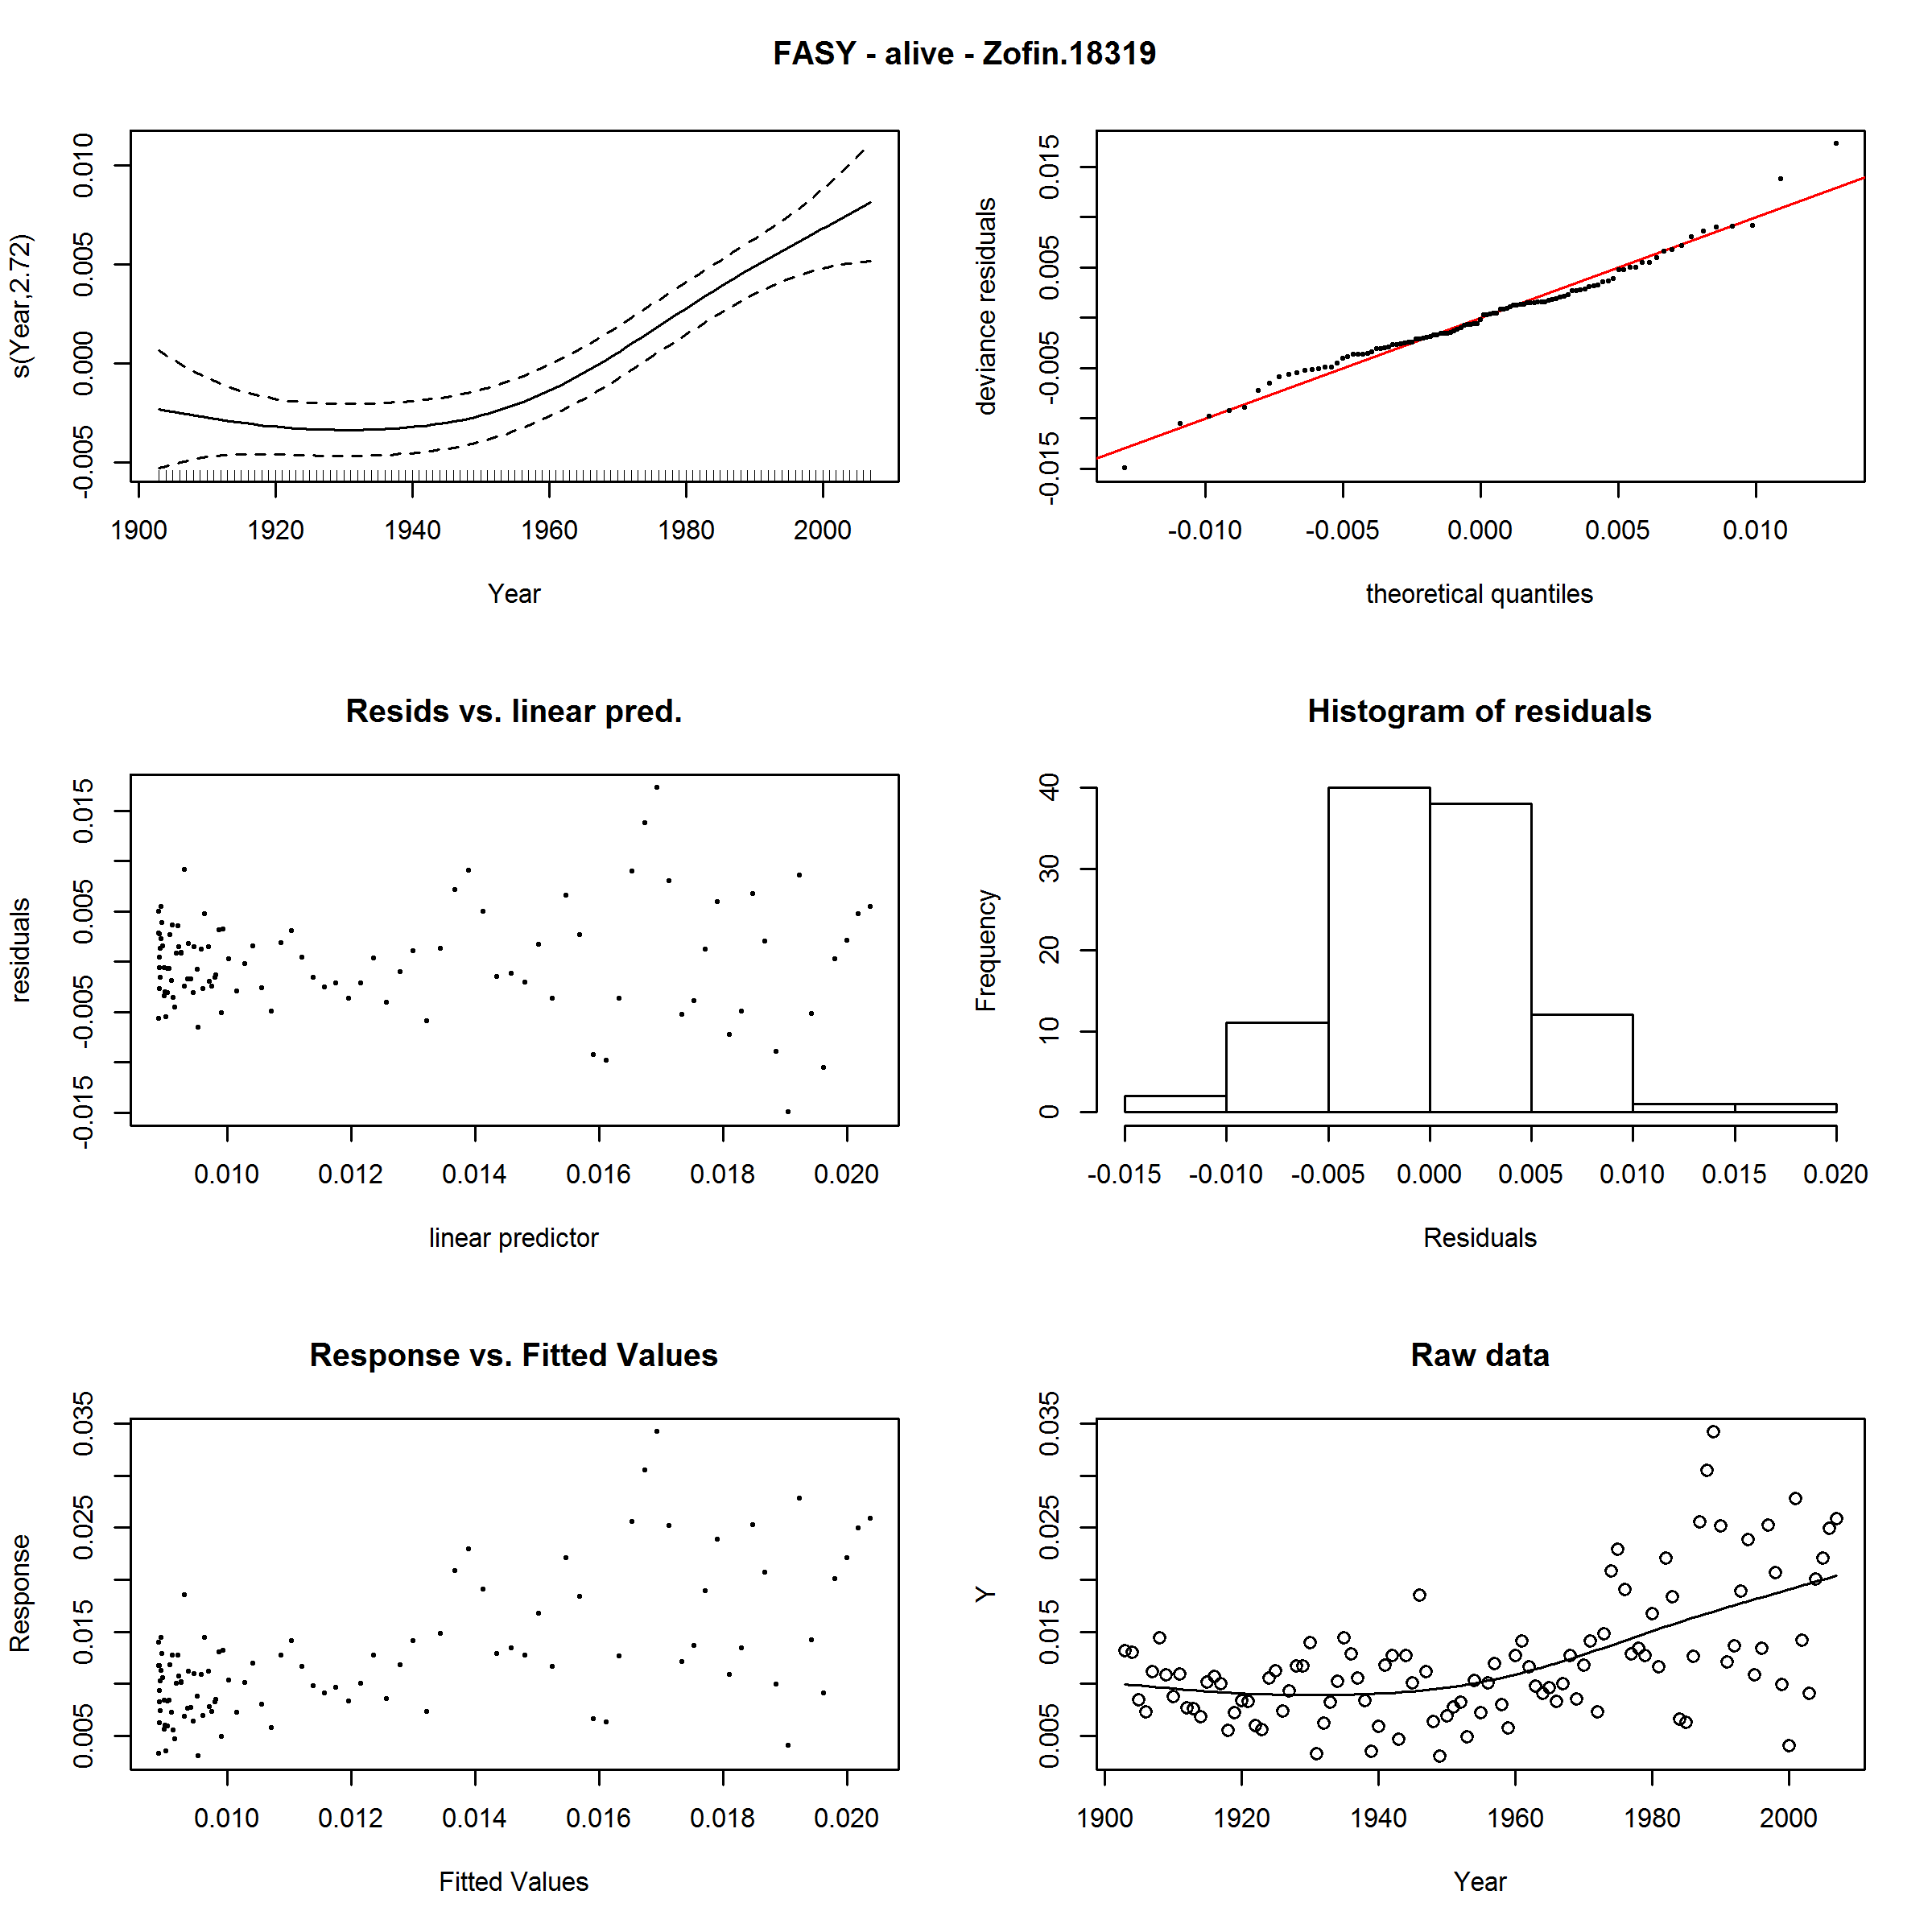 FASY - alive - Zofin.18319
s(Year,2.72)
0.010
0.005
0.000
-0.005
1900 1920 1940 1960 1980 2000
Year
deviance residuals
0.015
0.005
-0.005
-0.015
-0.010 -0.005 0.000 0.005 0.010
theoretical quantiles
Resids vs. linear pred.
residuals
0.015
0.005
-0.005
-0.015
0.010 0.012 0.014 0.016 0.018 0.020
linear predictor
Histogram of residuals
Frequency
40
30
20
10
0
-0.015 -0.010 -0.005 0.000 0.005 0.010 0.015 0.020
Residuals
Response vs. Fitted Values
Response
0.035
0.025
0.015
0.005
0.010 0.012 0.014 0.016 0.018 0.020
Fitted Values
Raw data
Y
0.035
0.025
0.015
0.005
1900 1920 1940 1960 1980 2000
Year